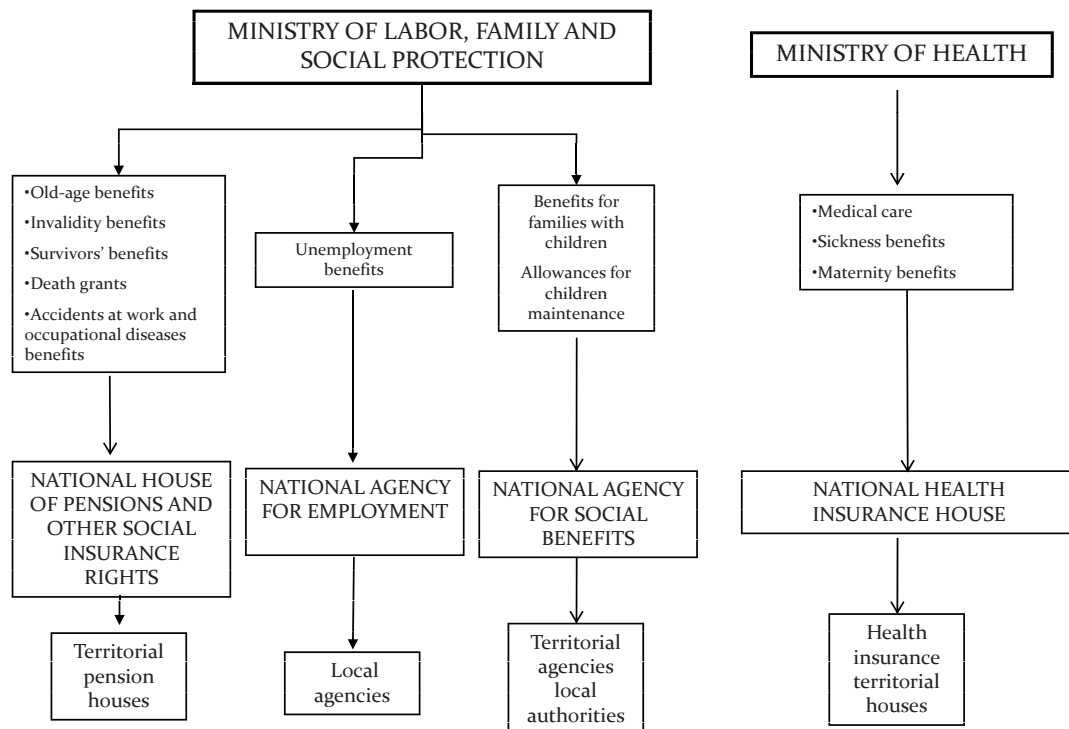 MINISTRY OF LABOR, FAMILY AND
SOCIAL PROTECTION
MINISTRY OF HEALTH
•Old-age benefits
•Invalidity benefits
•Survivors' benefits
•Death grants
•Accidents at work and
occupational diseases
benefits
Unemployment
benefits
Benefits for
families with
children
Allowances for
children
maintenance
•Medical care
•Sickness benefits
•Maternity benefits
NATIONAL HOUSE
OF PENSIONS AND
OTHER SOCIAL
INSURANCE
RIGHTS
NATIONAL AGENCY
FOR EMPLOYMENT
NATIONAL AGENCY
FOR SOCIAL
BENEFITS
NATIONAL HEALTH
INSURANCE HOUSE
Territorial
pension
houses
Local
agencies
Territorial
agencies
local
authorities
Health
insurance
territorial
houses